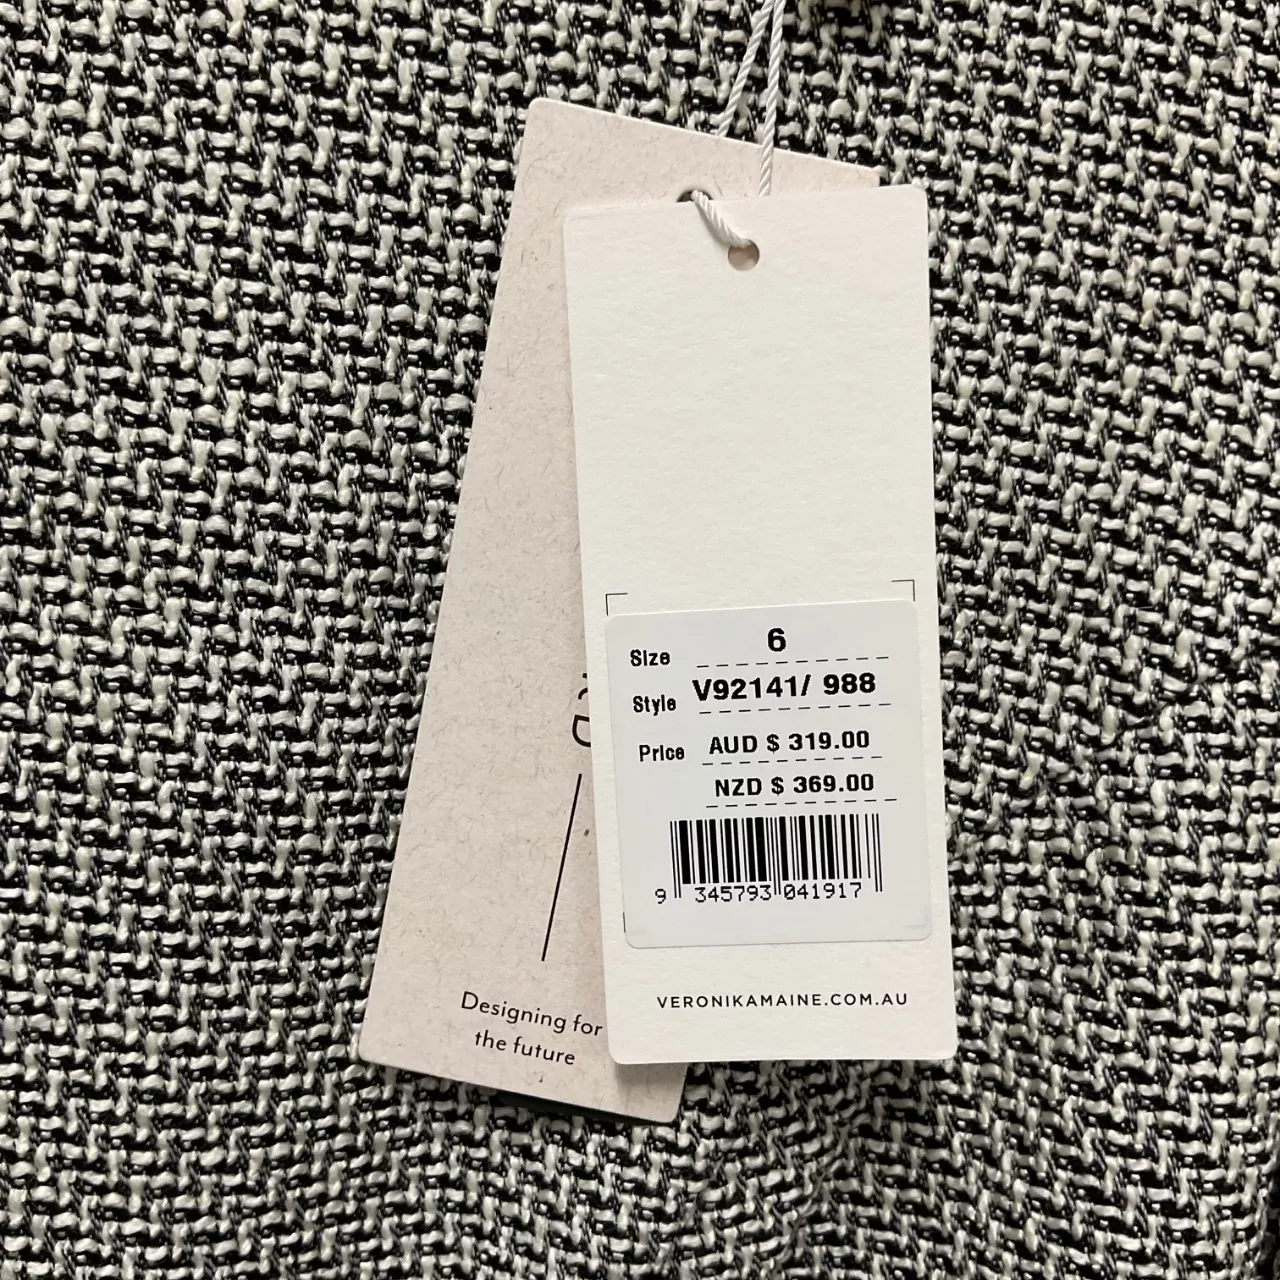 Size 6
Style V92141/ 988
Price AUD $ 319.00
NZD $ 369.00
9 345793 041917
VERONIKAMAINE.COM.AU
Designing for
the future